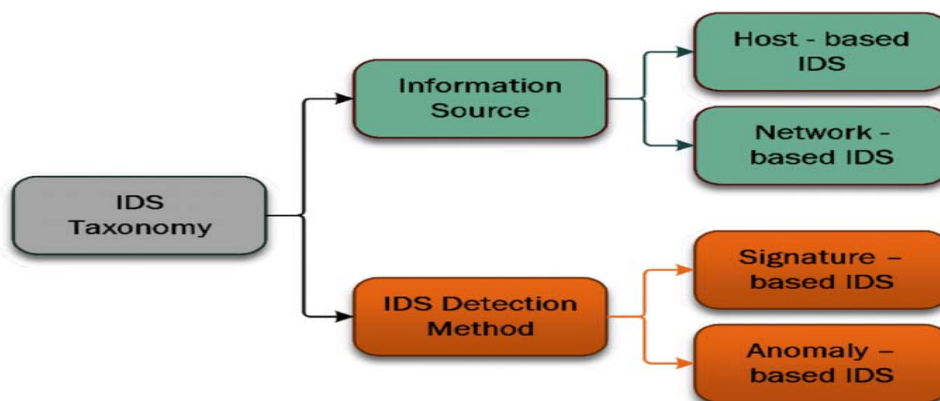 Host - based
IDS
Information
Source
Network -
based IDS
IDS
Taxonomy
Signature –
based IDS
IDS Detection
Method
Anomaly –
based IDS